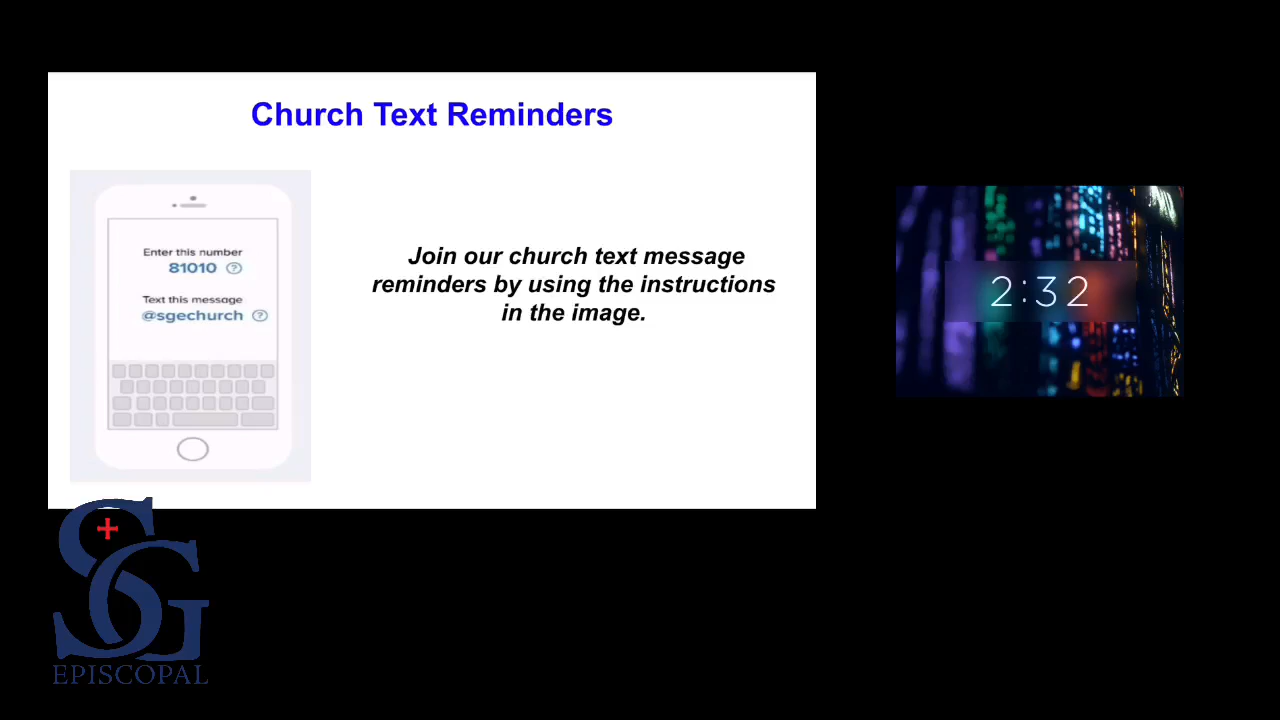 Church Text Reminders
Enter this number
81010 ?
Text this message
@sgechurch ?
Join our church text message
reminders by using the instructions
in the image.
2:32
SG
EPISCOPAL